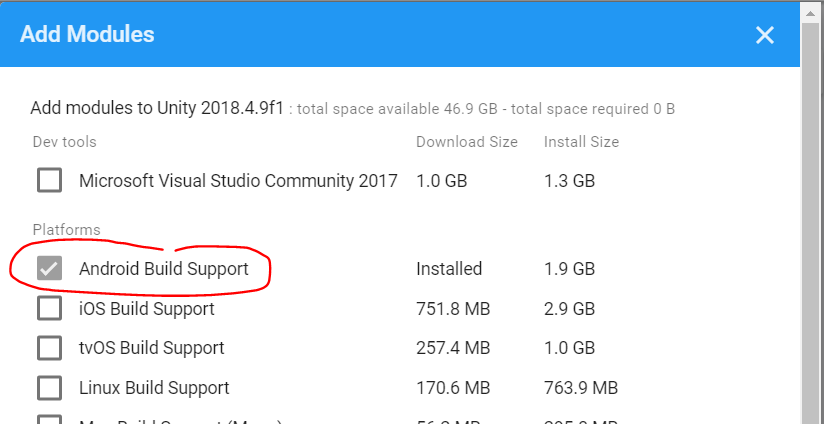 Add Modules
Add modules to Unity 2018.4.9f1 : total space available 46.9 GB - total space required 0 B
Dev tools Download Size Install Size
Microsoft Visual Studio Community 2017 1.0 GB 1.3 GB
Platforms
Android Build Support Installed 1.9 GB
iOS Build Support 751.8 MB 2.9 GB
tvOS Build Support 257.4 MB 1.0 GB
Linux Build Support 170.6 MB 763.9 MB